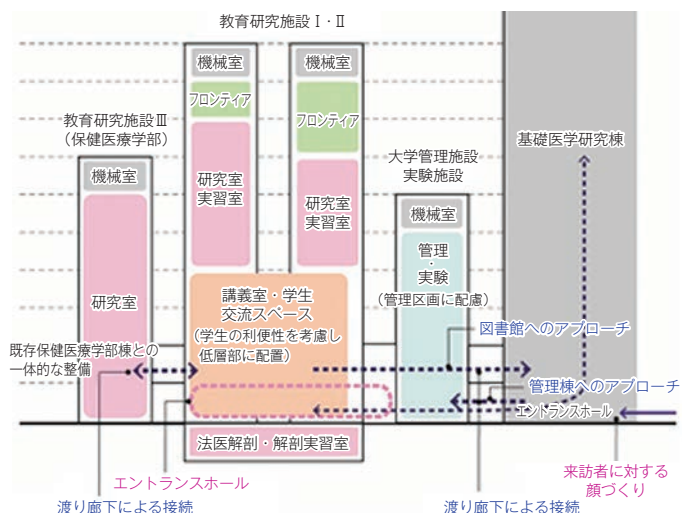 教育研究施設Ⅰ・Ⅱ
機械室
機械室
フロンティア
フロンティア
教育研究施設Ⅲ
（保健医療学部）
基礎医学研究棟
大学管理施設
実験施設
機械室
研究室
実習室
研究室
実習室
機械室
管理
・
実験
（管理区画に配慮）
研究室
講義室・学生
交流スペース
（学生の利便性を考慮し
低層部に配置）
図書館へのアプローチ
既存保健医療学部棟との
一体的な整備
管理棟へのアプローチ
エントランスホール
法医解剖・解剖実習室
エントランスホール
来訪者に対する
顔づくり
渡り廊下による接続
渡り廊下による接続